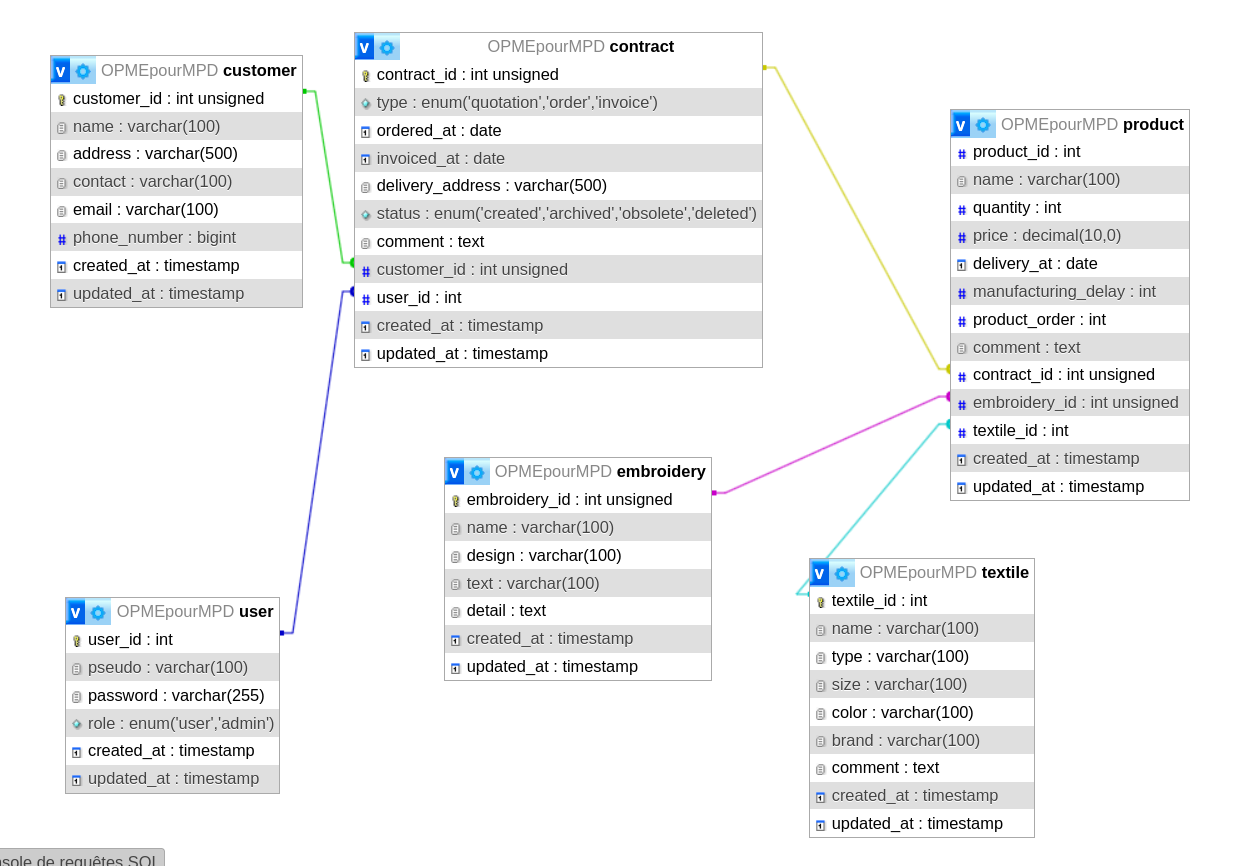 OPMEpourMPD customer
customer_id : int unsigned
name : varchar(100)
address : varchar(500)
contact : varchar(100)
email : varchar(100)
phone_number : bigint
created_at : timestamp
updated_at : timestamp
OPMEpourMPD contract
contract_id : int unsigned
type : enum('quotation','order','invoice')
ordered_at : date
invoiced_at : date
delivery_address : varchar(500)
status : enum('created','archived','obsolete','deleted')
comment : text
customer_id : int unsigned
user_id : int
created_at : timestamp
updated_at : timestamp
OPMEpourMPD product
product_id : int
name : varchar(100)
quantity : int
price : decimal(10,0)
delivery_at : date
manufacturing_delay : int
product_order : int
comment : text
contract_id : int unsigned
embroidery_id : int unsigned
textile_id : int
created_at : timestamp
updated_at : timestamp
OPMEpourMPD embroidery
embroidery_id : int unsigned
name : varchar(100)
design : varchar(100)
text : varchar(100)
detail : text
created_at : timestamp
updated_at : timestamp
OPMEpourMPD user
user_id : int
pseudo : varchar(100)
password : varchar(255)
role : enum('user','admin')
created_at : timestamp
updated_at : timestamp
OPMEpourMPD textile
textile_id : int
name : varchar(100)
type : varchar(100)
size : varchar(100)
color : varchar(100)
brand : varchar(100)
comment : text
created_at : timestamp
updated_at : timestamp
nsole de requêtes SQL